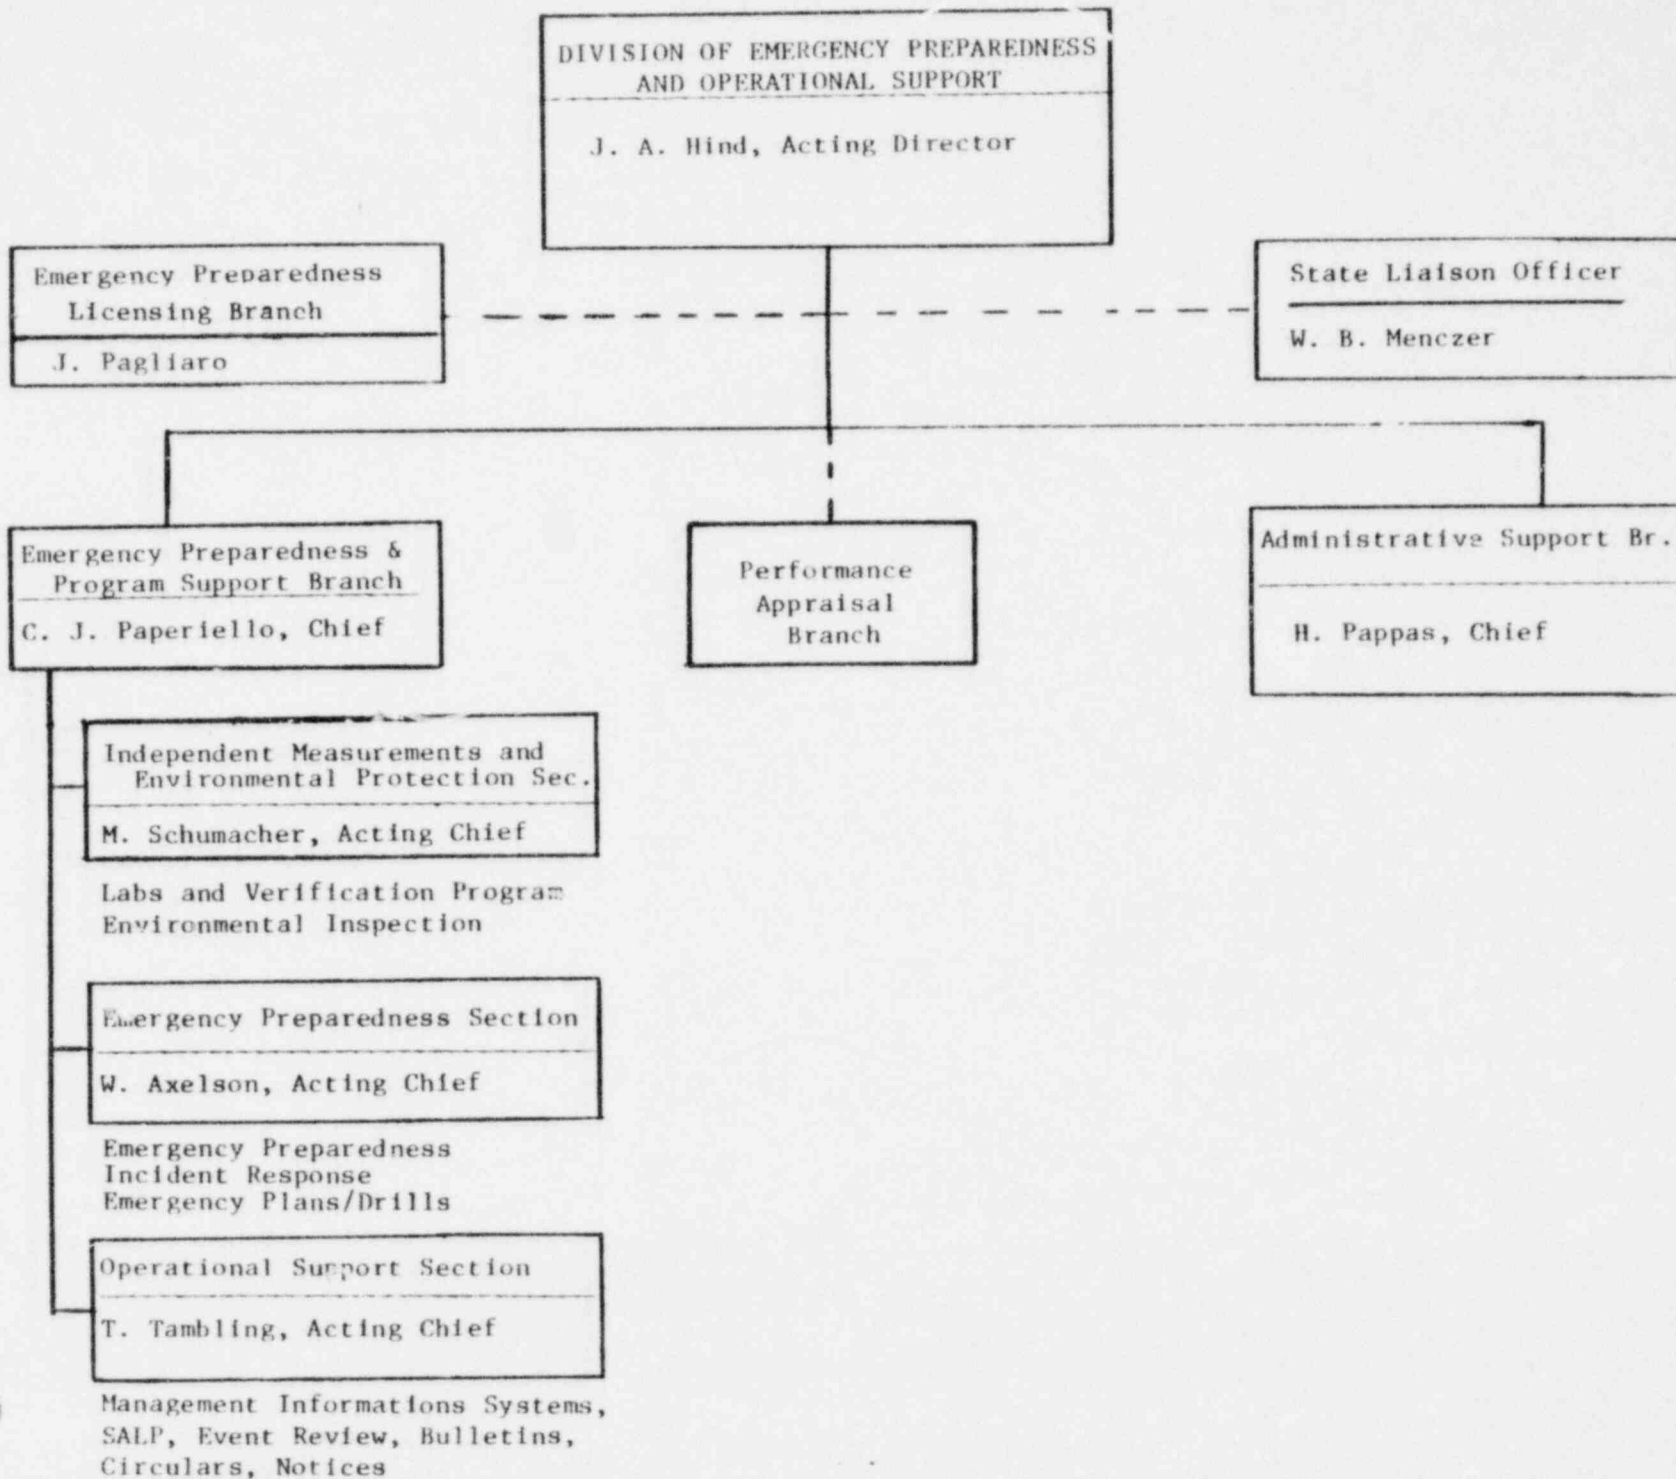 DIVISION OF EMERGENCY PREPAREDNESS
AND OPERATIONAL SUPPORT
J. A. Hind, Acting Director
Emergency Preparedness
Licensing Branch
J. Pagliaro
State Liaison Officer
W. B. Menczer
Emergency Preparedness &
Program Support Branch
C. J. Paperiello, Chief
Performance
Appraisal
Branch
Administrative Support Br.
H. Pappas, Chief
Independent Measurements and
Environmental Protection Sec.
M. Schumacher, Acting Chief
Labs and Verification Program
Environmental Inspection
Emergency Preparedness Section
W. Axelson, Acting Chief
Emergency Preparedness
Incident Response
Emergency Plans/Drills
Operational Support Section
T. Tambling, Acting Chief
Management Informations Systems,
SALP, Event Review, Bulletins,
Circulars, Notices